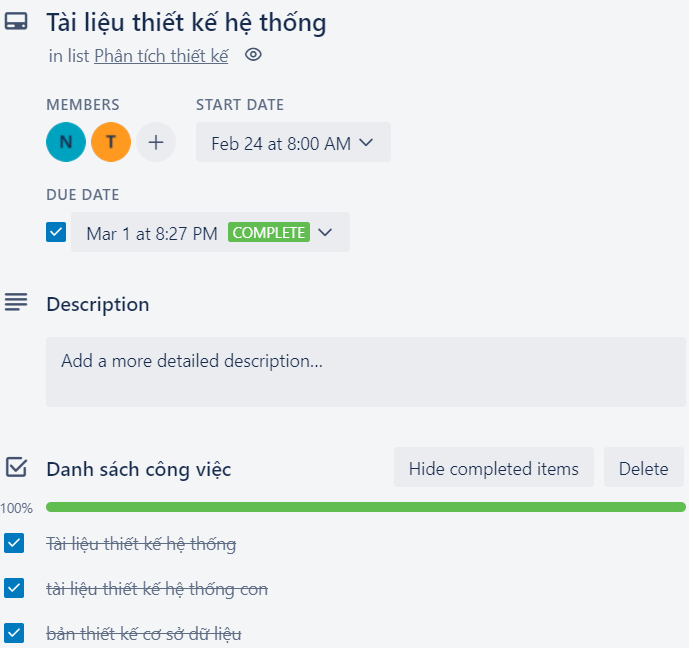 Tài liệu thiết kế hệ thống
in list Phân tích thiết kế
MEMBERS
START DATE
N T
Feb 24 at 8:00 AM
DUE DATE
Mar 1 at 8:27 PM COMPLETE
Description
Add a more detailed description...
Danh sách công việc
Hide completed items
Delete
100%
Tài liệu thiết kế hệ thống
tài liệu thiết kế hệ thống con
bản thiết kế cơ sở dữ liệu